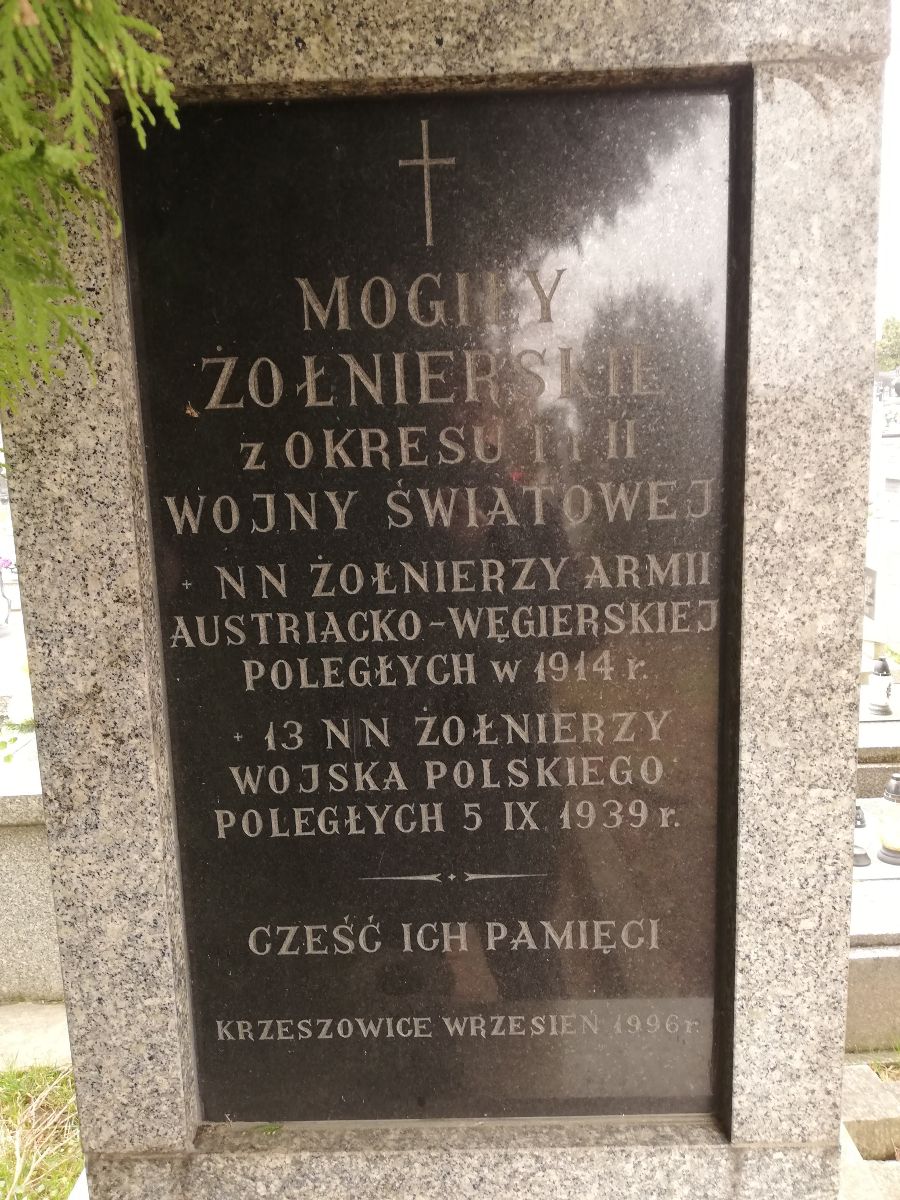 MOGIŁY
ŻOŁNIERSKIE
z OKRESU I i II
WOJNY ŚWIATOWEJ
+ NN ŻOŁNIERZY ARMII
AUSTRIACKO-WĘGIERSKIEJ
POLEGŁYCH w 1914 r.
+ 13 NN ŻOŁNIERZY
WOJSKA POLSKIEGO
POLEGŁYCH 5 IX 1939 r.
CZEŚĆ ICH PAMIĘCI
KRZESZOWICE WRZESIEŃ 1996 r.